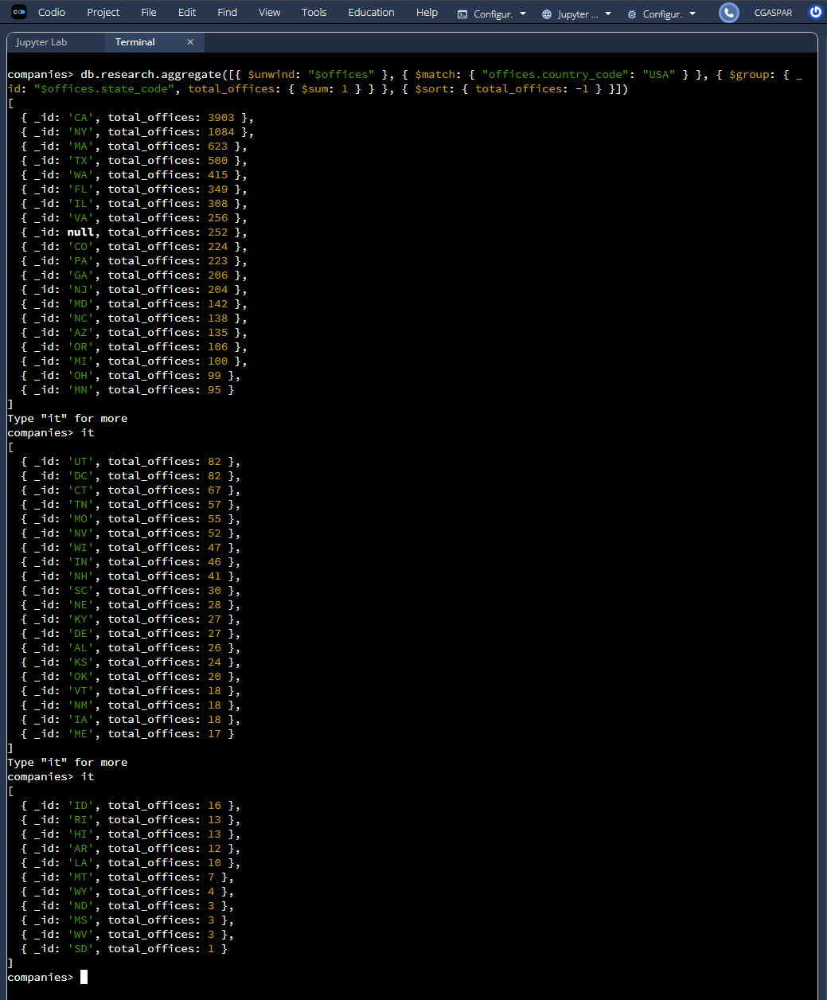 Codio Project File Edit Find View Tools Education Help Configur. Jupyter ... Configur. CGASPAR
Jupyter Lab Terminal ×
companies> db.research.aggregate([{ $unwind: "$offices" }, { $match: { "offices.country_code": "USA" } }, { $group: { _
id: "$offices.state_code", total_offices: { $sum: 1 } } }, { $sort: { total_offices: -1 } }])
[
{ _id: 'CA', total_offices: 3903 },
{ _id: 'NY', total_offices: 1084 },
{ _id: 'MA', total_offices: 623 },
{ _id: 'TX', total_offices: 500 },
{ _id: 'WA', total_offices: 415 },
{ _id: 'FL', total_offices: 349 },
{ _id: 'IL', total_offices: 308 },
{ _id: 'VA', total_offices: 256 },
{ _id: null, total_offices: 252 },
{ _id: 'CO', total_offices: 224 },
{ _id: 'PA', total_offices: 223 },
{ _id: 'GA', total_offices: 206 },
{ _id: 'NJ', total_offices: 204 },
{ _id: 'MD', total_offices: 142 },
{ _id: 'NC', total_offices: 138 },
{ _id: 'AZ', total_offices: 135 },
{ _id: 'OR', total_offices: 106 },
{ _id: 'MI', total_offices: 100 },
{ _id: 'OH', total_offices: 99 },
{ _id: 'MN', total_offices: 95 }
]
Type "it" for more
companies> it
[
{ _id: 'UT', total_offices: 82 },
{ _id: 'DC', total_offices: 82 },
{ _id: 'CT', total_offices: 67 },
{ _id: 'TN', total_offices: 57 },
{ _id: 'MO', total_offices: 55 },
{ _id: 'NV', total_offices: 52 },
{ _id: 'WI', total_offices: 47 },
{ _id: 'IN', total_offices: 46 },
{ _id: 'NH', total_offices: 41 },
{ _id: 'SC', total_offices: 30 },
{ _id: 'NE', total_offices: 28 },
{ _id: 'KY', total_offices: 27 },
{ _id: 'DE', total_offices: 27 },
{ _id: 'AL', total_offices: 26 },
{ _id: 'KS', total_offices: 24 },
{ _id: 'OK', total_offices: 20 },
{ _id: 'VT', total_offices: 18 },
{ _id: 'NM', total_offices: 18 },
{ _id: 'IA', total_offices: 18 },
{ _id: 'ME', total_offices: 17 }
]
Type "it" for more
companies> it
[
{ _id: 'ID', total_offices: 16 },
{ _id: 'RI', total_offices: 13 },
{ _id: 'HI', total_offices: 13 },
{ _id: 'AR', total_offices: 12 },
{ _id: 'LA', total_offices: 10 },
{ _id: 'MT', total_offices: 7 },
{ _id: 'WY', total_offices: 4 },
{ _id: 'ND', total_offices: 3 },
{ _id: 'MS', total_offices: 3 },
{ _id: 'WV', total_offices: 3 },
{ _id: 'SD', total_offices: 1 }
]
companies>